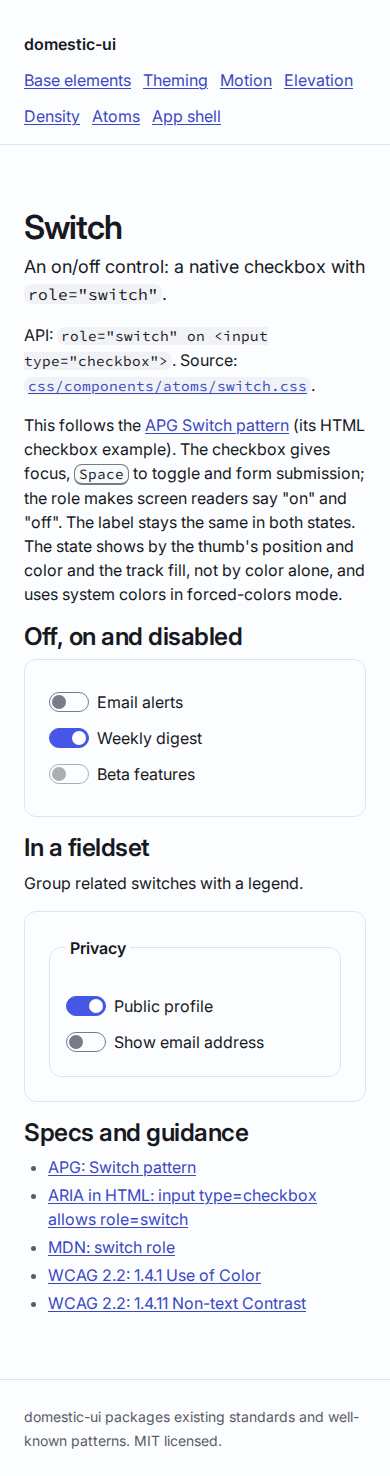 domestic-ui
Base elements Theming Motion Elevation
Density Atoms App shell
Switch
An on/off control: a native checkbox with
role="switch".
API: role="switch" on <input
type="checkbox">. Source:
css/components/atoms/switch.css.
This follows the APG Switch pattern (its HTML
checkbox example). The checkbox gives
focus, Space to toggle and form submission;
the role makes screen readers say "on" and
"off". The label stays the same in both states.
The state shows by the thumb's position and
color and the track fill, not by color alone, and
uses system colors in forced-colors mode.
Off, on and disabled
Email alerts
Weekly digest
Beta features
In a fieldset
Group related switches with a legend.
Privacy
Public profile
Show email address
Specs and guidance
APG: Switch pattern
ARIA in HTML: input type=checkbox
allows role=switch
MDN: switch role
WCAG 2.2: 1.4.1 Use of Color
WCAG 2.2: 1.4.11 Non-text Contrast
domestic-ui packages existing standards and well-
known patterns. MIT licensed.